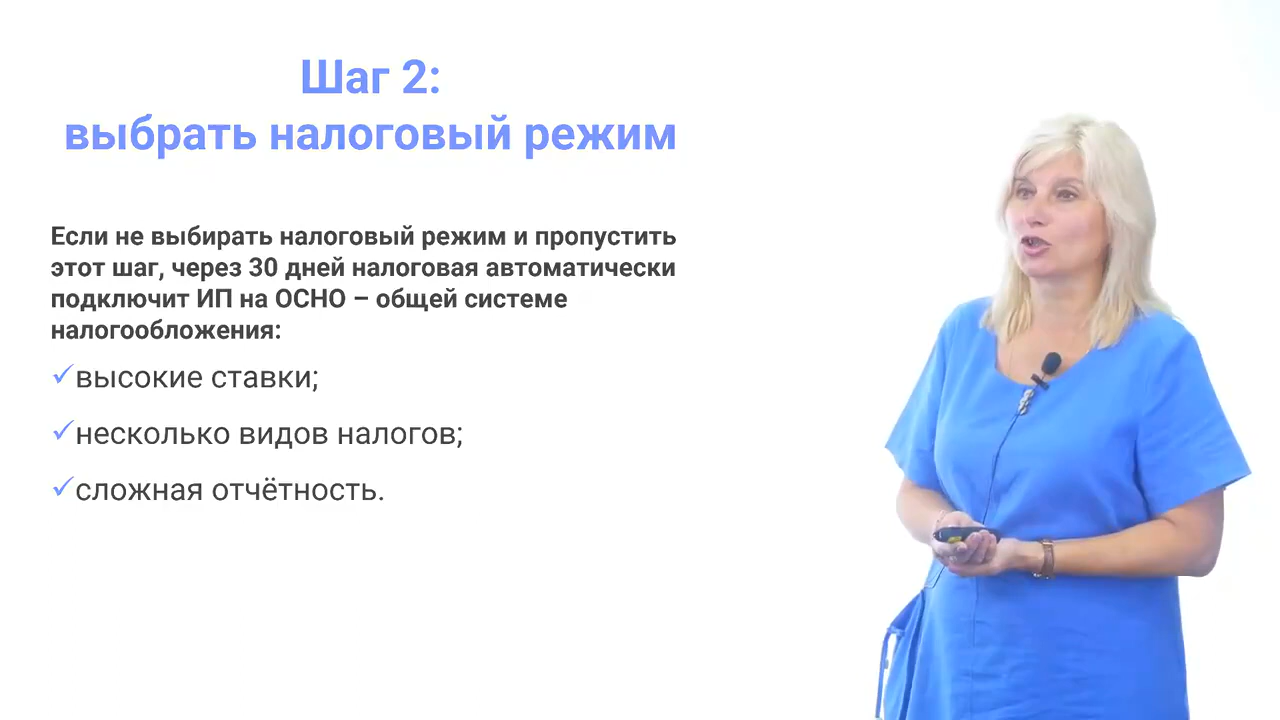 Шаг 2:
выбрать налоговый режим
Если не выбирать налоговый режим и пропустить
этот шаг, через 30 дней налоговая автоматически
подключит ИП на ОСНО – общей системе
налогообложения:
✓высокие ставки;
✓несколько видов налогов;
✓сложная отчётность.